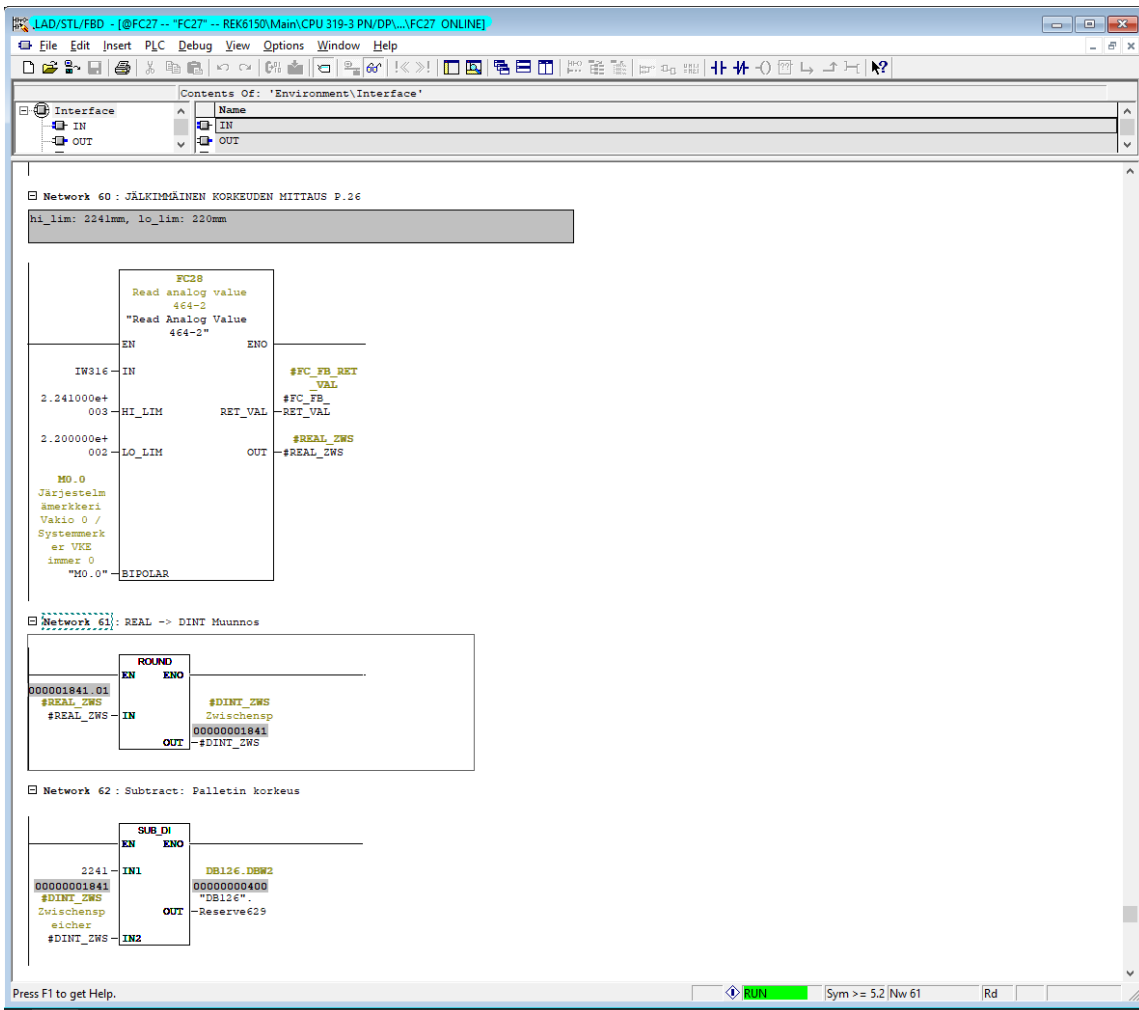 LAD/STL/FBD - [@FC27 -- "FC27" -- REK6150\Main\CPU 319-3 PN/DP\...\FC27 ONLINE]
File Edit Insert PLC Debug View Options Window Help
Contents Of: 'Environment\Interface'
Interface
IN
OUT
Name
IN
OUT
Network 60 : JÄLKIMMÄINEN KORKEUDEN MITTAUS P.26
hi_lim: 2241mm, lo_lim: 220mm
FC28
Read analog value
464-2
"Read Analog Value
464-2"
EN ENO
IW316 IN
#FC_FB_RET
_VAL
2.241000e+ #FC_FB_
003 HI_LIM RET_VAL RET_VAL
2.200000e+ #REAL_ZWS
002 LO_LIM OUT #REAL_ZWS
M0.0
Järjestelm
ämerkkeri
Vakio 0 /
Systemmerk
er VKE
immer 0
"M0.0" BIPOLAR
Network 61 : REAL -> DINT Muunnos
ROUND
EN ENO
000001841.01
#REAL_ZWS #DINT_ZWS
#REAL_ZWS IN Zwischensp
00000001841
OUT #DINT_ZWS
Network 62 : Subtract: Palletin korkeus
SUB_DI
EN ENO
2241 IN1 DB126.DBW2
00000001841 00000000400
#DINT_ZWS "DB126".
Zwischensp OUT Reserve629
eicher
#DINT_ZWS IN2
Press F1 to get Help. RUN Sym >= 5.2 Nw 61 Rd